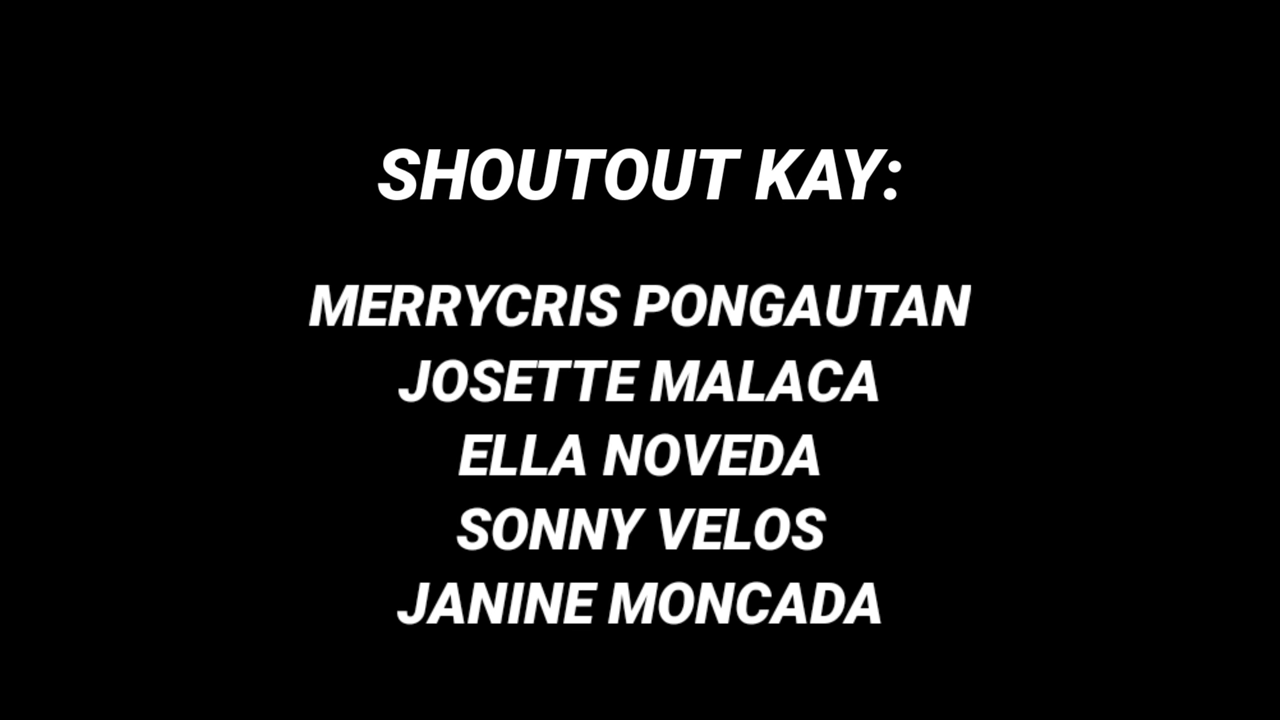 SHOUTOUT KAY:
MERRYCRIS PONGAUTAN
JOSETTE MALACA
ELLA NOVEDA
SONNY VELOS
JANINE MONCADA